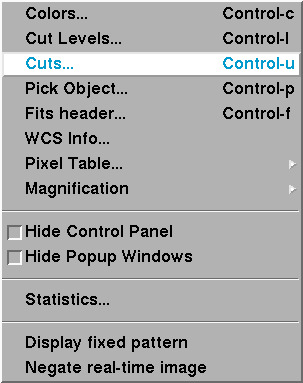 Colors... Control-c
Cut Levels... Control-l
Cuts... Control-u
Pick Object... Control-p
Fits header... Control-f
WCS Info...
Pixel Table...
Magnification
Hide Control Panel
Hide Popup Windows
Statistics...
Display fixed pattern
Negate real-time image